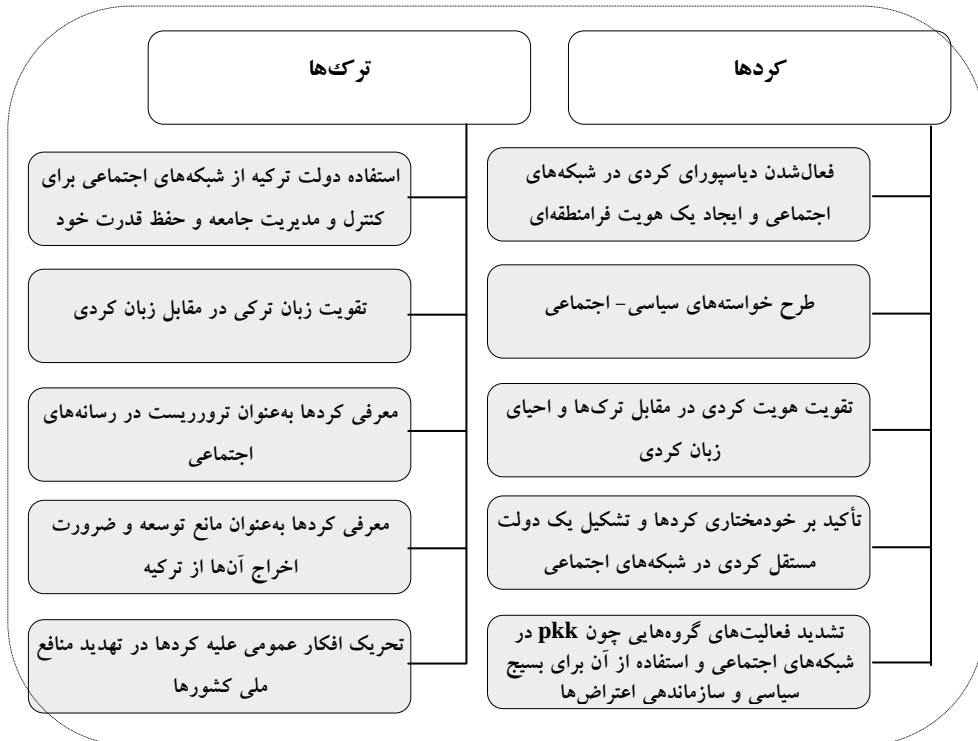 کردها
فعال‌شدن دیاسپورای کردی در شبکه‌های
اجتماعی و ایجاد یک هویت فرامنطقه‌ای
طرح خواسته‌های سیاسی- اجتماعی
تقویت هویت کردی در مقابل ترک‌ها و احیای
زبان کردی
تأکید بر خودمختاری کردها و تشکیل یک دولت
مستقل کردی در شبکه‌های اجتماعی
تشدید فعالیت‌های گروه‌هایی چون pkk در
شبکه‌های اجتماعی و استفاده از آن برای بسیج
سیاسی و سازماندهی اعتراض‌ها
ترک‌ها
استفاده دولت ترکیه از شبکه‌های اجتماعی برای
کنترل و مدیریت جامعه و حفظ قدرت خود
تقویت زبان ترکی در مقابل زبان کردی
معرفی کردها به‌عنوان تروریست در رسانه‌های
اجتماعی
معرفی کردها به‌عنوان مانع توسعه و ضرورت
اخراج آن‌ها از ترکیه
تحریک افکار عمومی علیه کردها در تهدید منافع
ملی کشورها